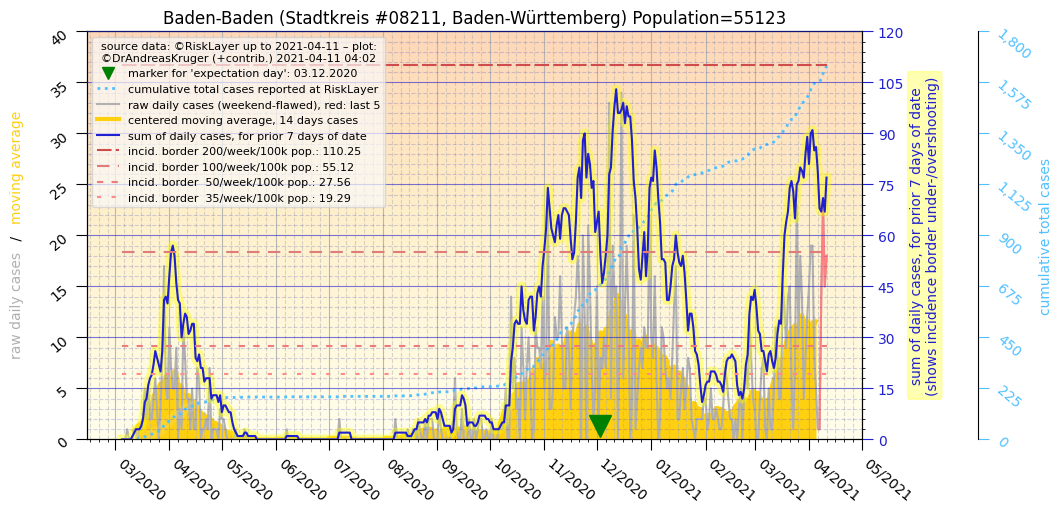 Baden-Baden (Stadtkreis #08211, Baden-Württemberg) Population=55123
source data: ©RiskLayer up to 2021-04-11 – plot:
©DrAndreasKruger (+contrib.) 2021-04-11 04:02
marker for 'expectation day': 03.12.2020
cumulative total cases reported at RiskLayer
raw daily cases (weekend-flawed), red: last 5
centered moving average, 14 days cases
sum of daily cases, for prior 7 days of date
incid. border 200/week/100k pop.: 110.25
incid. border 100/week/100k pop.: 55.12
incid. border  50/week/100k pop.: 27.56
incid. border  35/week/100k pop.: 19.29
raw daily cases / moving average
40
35
30
25
20
15
10
5
0
03/2020
04/2020
05/2020
06/2020
07/2020
08/2020
09/2020
10/2020
11/2020
12/2020
01/2021
02/2021
03/2021
04/2021
05/2021
120
105
90
75
60
45
30
15
0
sum of daily cases, for prior 7 days of date
(shows incidence border under-/overshooting)
1,800
1,575
1,350
1,125
900
675
450
225
0
cumulative total cases